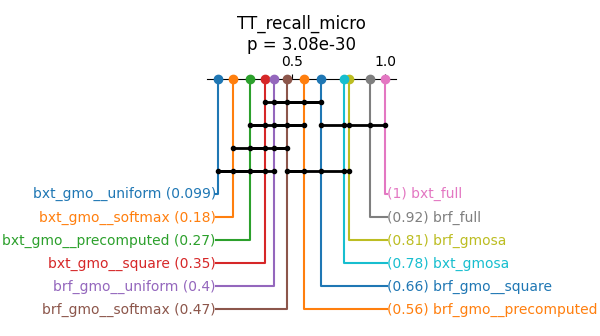 TT_recall_micro
p = 3.08e-30
0.5 1.0
bxt_gmo__uniform (0.099) (1) bxt_full
bxt_gmo__softmax (0.18) (0.92) brf_full
bxt_gmo__precomputed (0.27) (0.81) brf_gmosa
bxt_gmo__square (0.35) (0.78) bxt_gmosa
brf_gmo__uniform (0.4) (0.66) brf_gmo__square
brf_gmo__softmax (0.47) (0.56) brf_gmo__precomputed